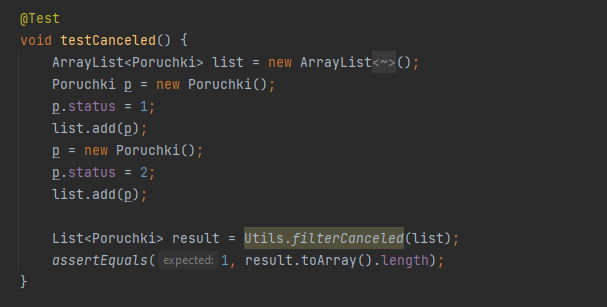 @Test
void testCanceled() {
ArrayList<Poruchki> list = new ArrayList<~>();
Poruchki p = new Poruchki();
p.status = 1;
list.add(p);
p = new Poruchki();
p.status = 2;
list.add(p);
List<Poruchki> result = Utils.filterCanceled(list);
assertEquals( expected: 1, result.toArray().length);
}